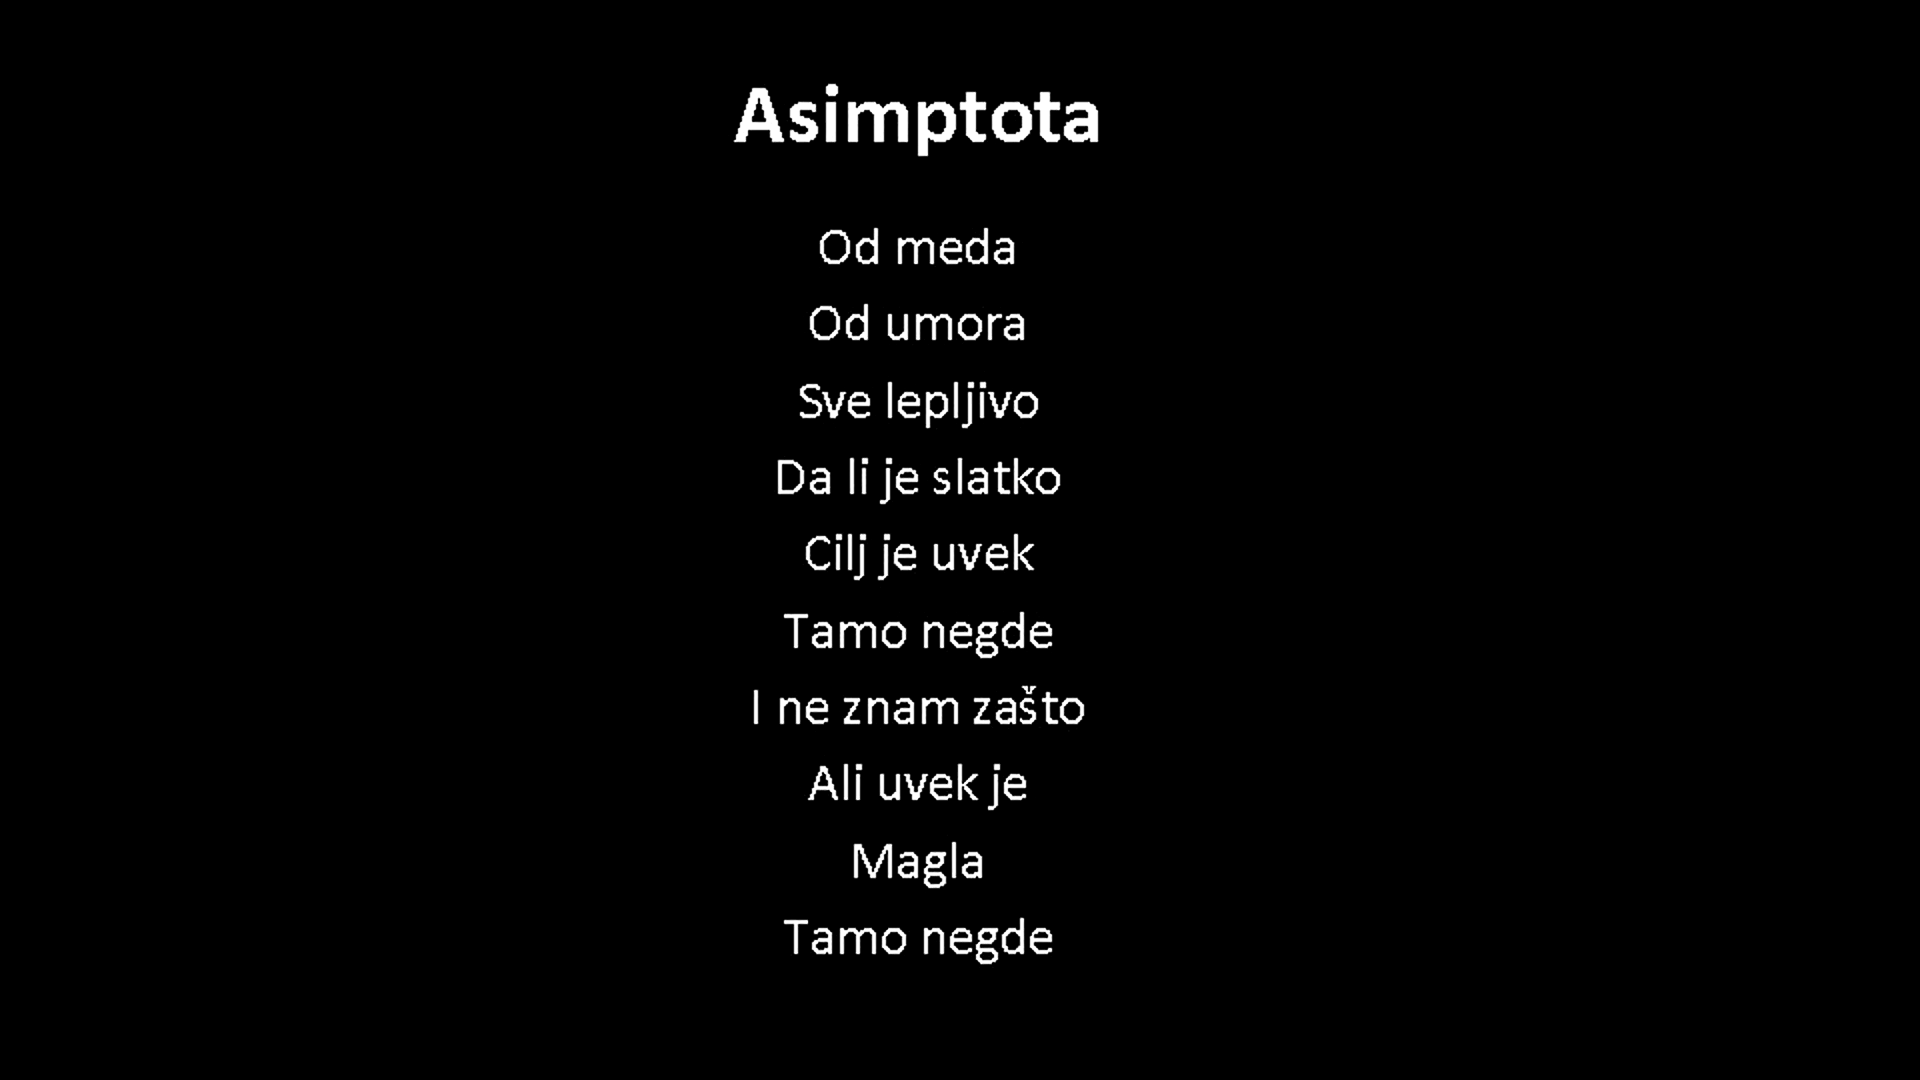 Asimptota
Od meda
Od umora
Sve lepljivo
Da li je slatko
Cilj je uvek
Tamo negde
I ne znam zašto
Ali uvek je
Magla
Tamo negde